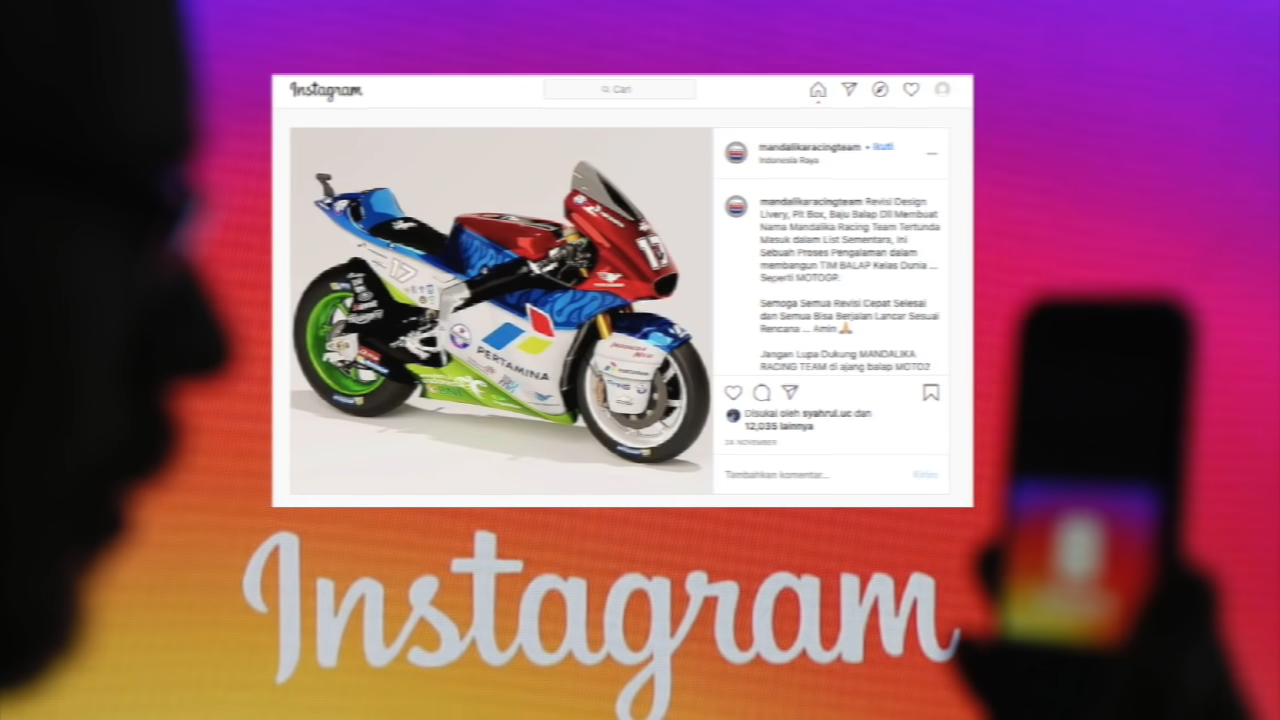 Instagram
Cari
mandalikaracingteam • Ikuti
Indonesia Raya
mandalikaracingteam Revisi Design
Livery, Pit Box, Baju Balap Dll Membuat
Nama Mandalika Racing Team Tertunda
Masuk dalam List Sementara, Ini
Sebuah Proses Pengalaman dalam
membangun TIM BALAP Kelas Dunia ...
Seperti MOTOGP.
Semoga Semua Revisi Cepat Selesai
dan Semua Bisa Berjalan Lancar Sesuai
Rencana ... Amin 🙏
Jangan Lupa Dukung MANDALIKA
RACING TEAM di ajang balap MOTO2
Disukai oleh syahrul.uc dan
12,035 lainnya
24 NOVEMBER
Tambahkan komentar...
Kirim
17
17
PERTAMINA
Instagram